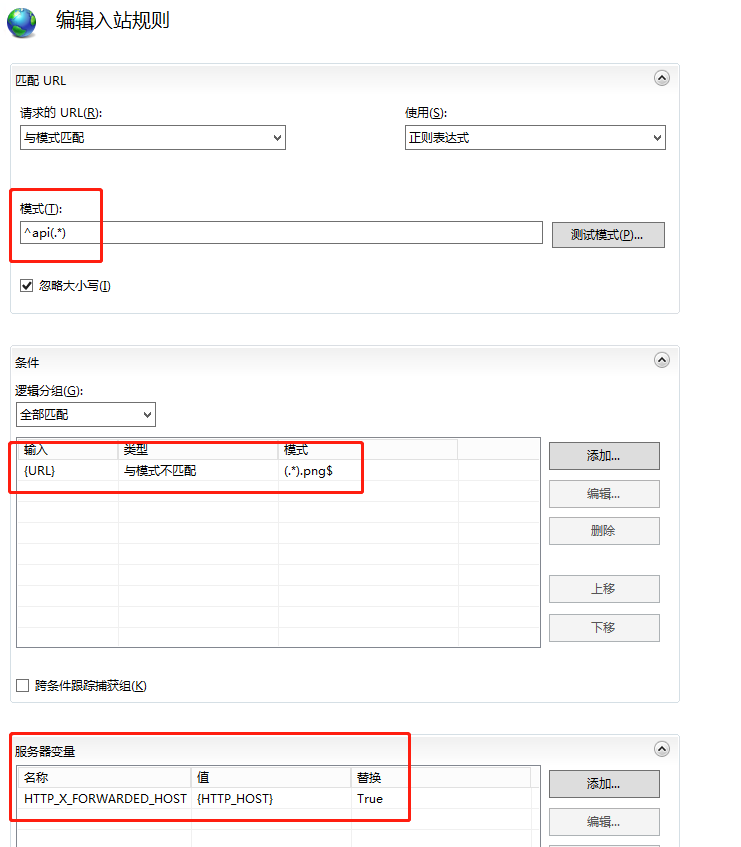 编辑入站规则
匹配 URL
请求的 URL(R): 使用(S):
与模式匹配 正则表达式
模式(T):
^api(.*) 测试模式(P)...
忽略大小写(I)
条件
逻辑分组(G):
全部匹配
输入 类型 模式
{URL} 与模式不匹配 (.*).png$
添加...
编辑...
删除
上移
下移
跨条件跟踪捕获组(K)
服务器变量
名称 值 替换
HTTP_X_FORWARDED_HOST {HTTP_HOST} True
添加...
编辑...